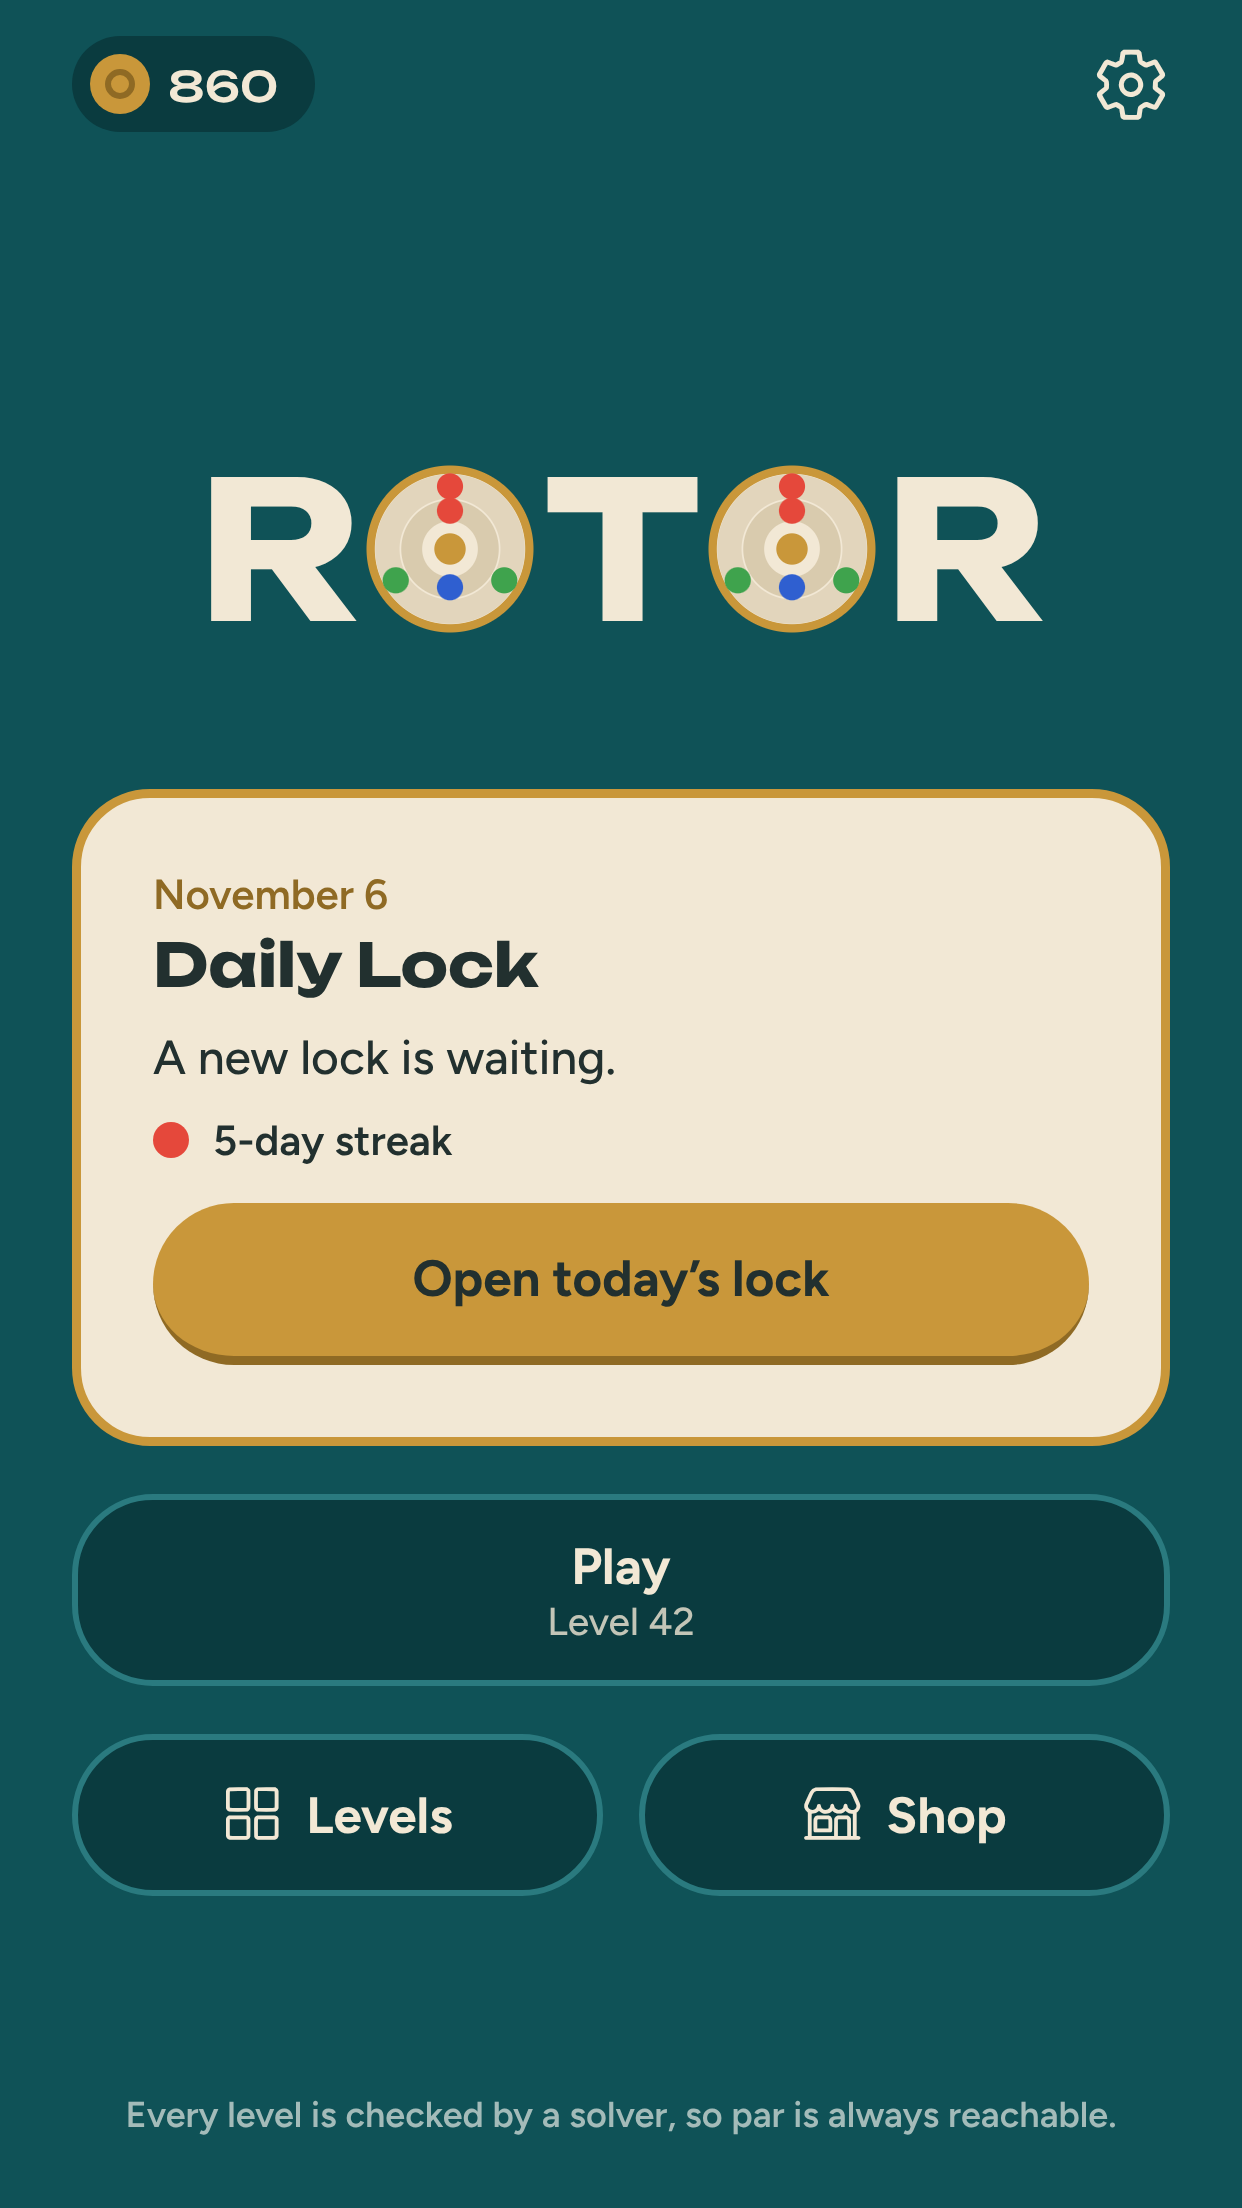 860
ROTOR
November 6
Daily Lock
A new lock is waiting.
5-day streak
Open today’s lock
Play
Level 42
Levels
Shop
Every level is checked by a solver, so par is always reachable.